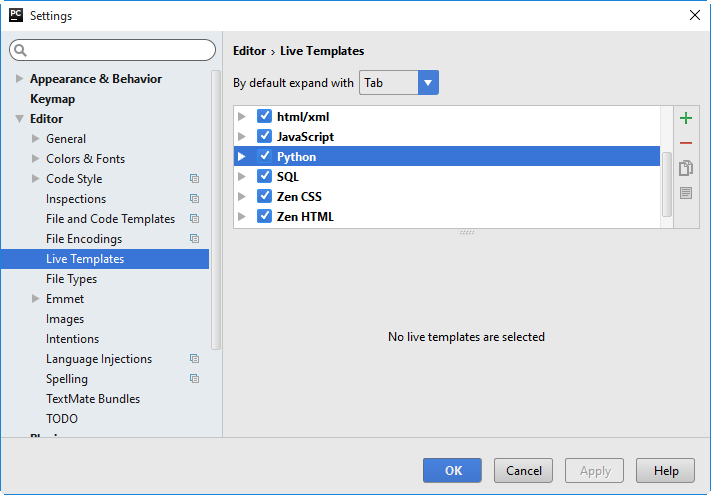 PC Settings
Appearance & Behavior
Keymap
Editor
General
Colors & Fonts
Code Style
Inspections
File and Code Templates
File Encodings
Live Templates
File Types
Emmet
Images
Intentions
Language Injections
Spelling
TextMate Bundles
TODO
Editor › Live Templates
By default expand with Tab
html/xml
JavaScript
Python
SQL
Zen CSS
Zen HTML
No live templates are selected
OK Cancel Apply Help